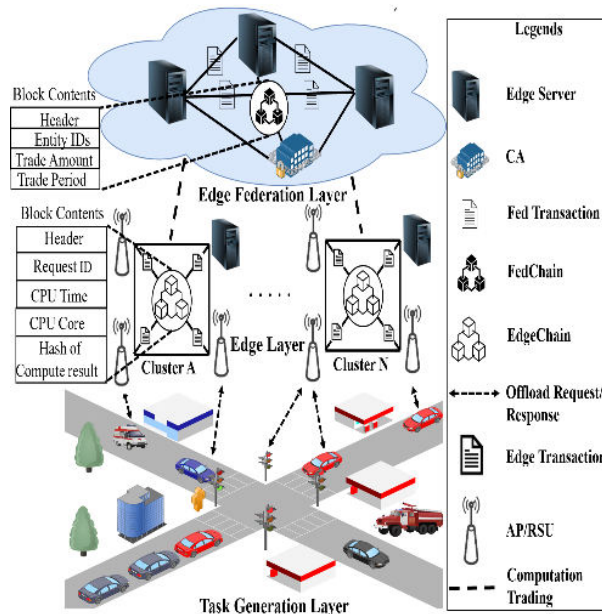 Block Contents
Header
Entity IDs
Trade Amount
Trade Period
Edge Federation Layer
Block Contents
Header
Request ID
CPU Time
CPU Core
Hash of
Compute result
Cluster A
Edge Layer
Cluster N
Task Generation Layer
Legends
Edge Server
CA
Fed Transaction
FedChain
EdgeChain
Offload Request/
Response
Edge Transaction
AP/RSU
Computation
Trading